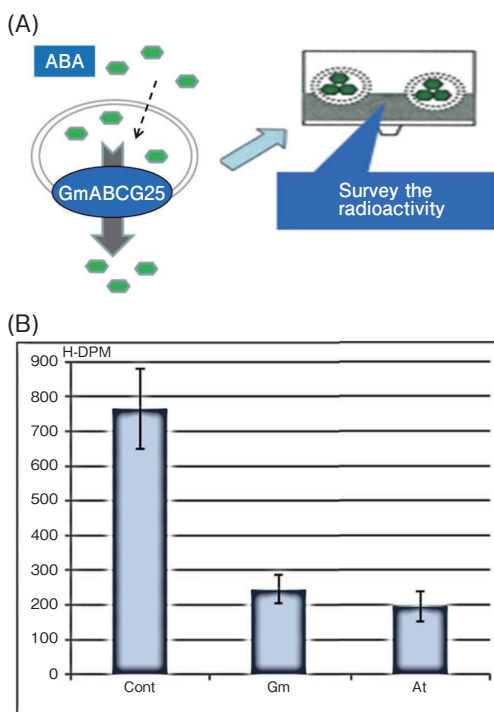 (A)
ABA
GmABCG25
Survey the
radioactivity
(B)
H-DPM
900
800
700
600
500
400
300
200
100
0
Cont Gm At